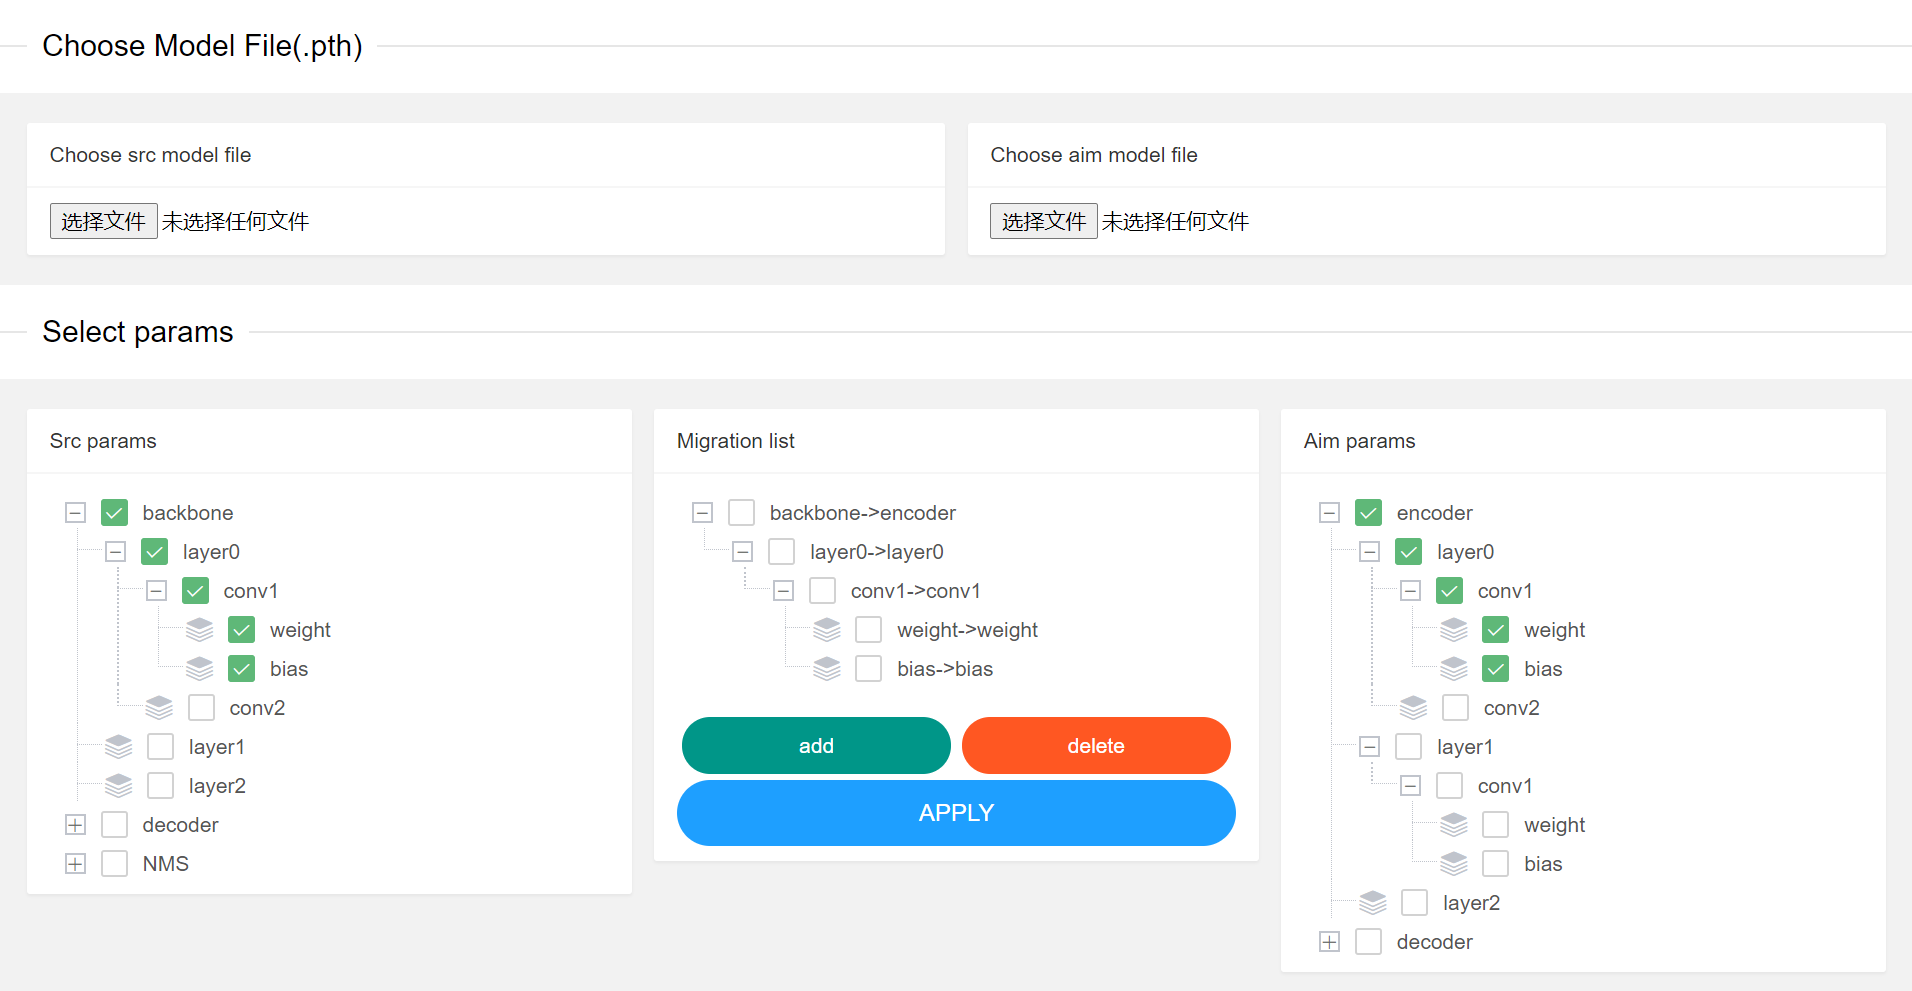 Choose Model File(.pth)
Choose src model file
选择文件 未选择任何文件
Choose aim model file
选择文件 未选择任何文件
Select params
Src params
backbone
layer0
conv1
weight
bias
conv2
layer1
layer2
decoder
NMS
Migration list
backbone->encoder
layer0->layer0
conv1->conv1
weight->weight
bias->bias
add
delete
APPLY
Aim params
encoder
layer0
conv1
weight
bias
conv2
layer1
conv1
weight
bias
layer2
decoder